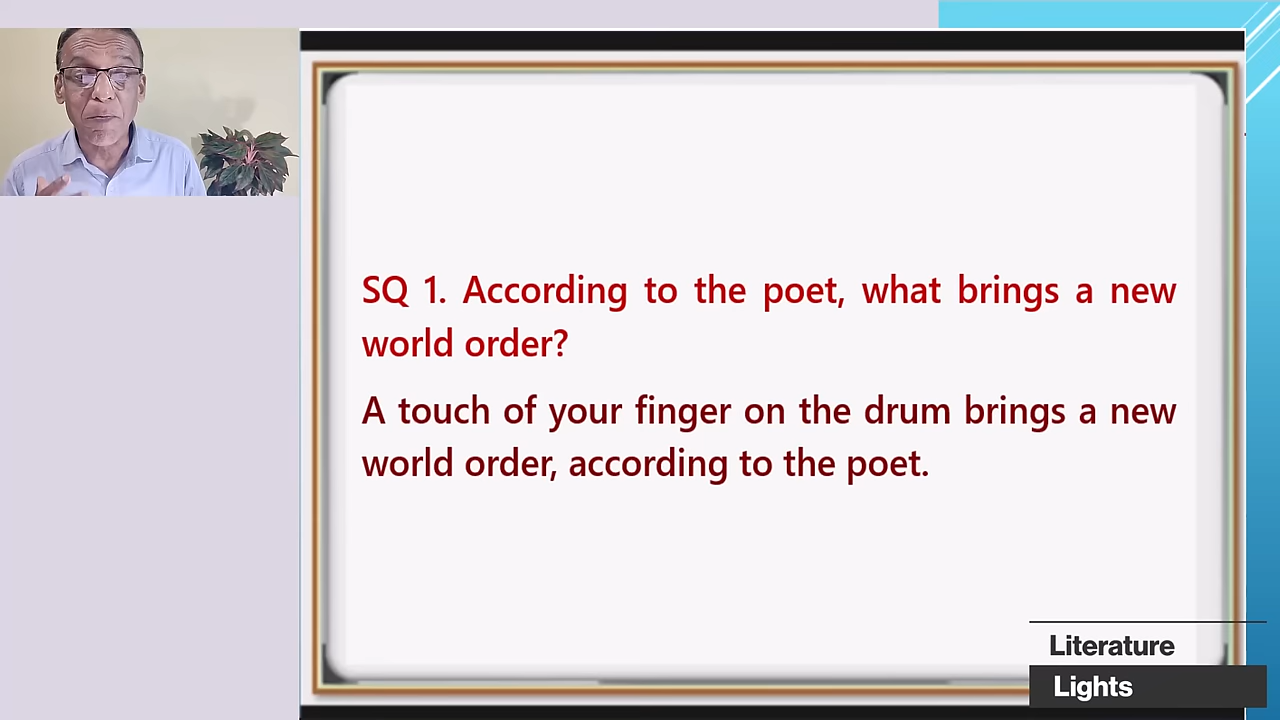 SQ 1. According to the poet, what brings a new
world order?
A touch of your finger on the drum brings a new
world order, according to the poet.
Literature
Lights